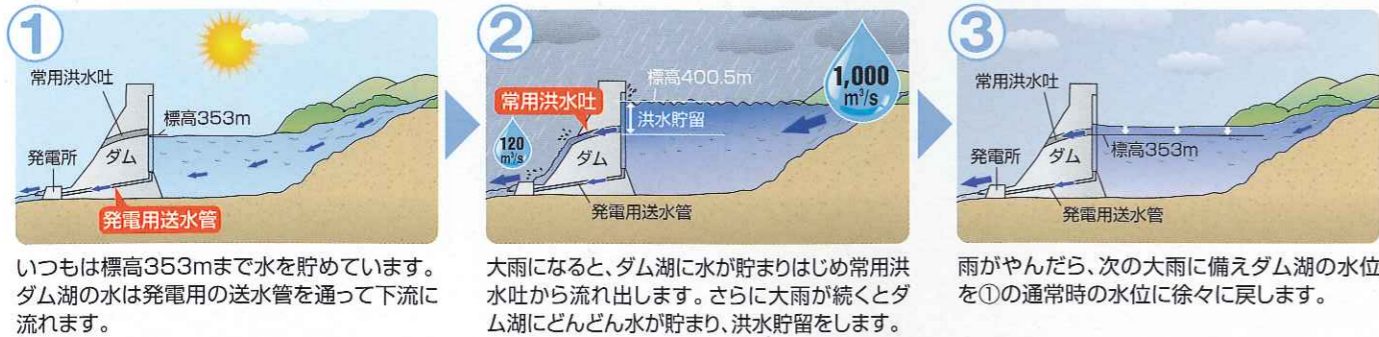 ①
常用洪水吐
標高353m
発電所
ダム
発電用送水管
いつもは標高353mまで水を貯めています。
ダム湖の水は発電用の送水管を通って下流に
流れます。
②
標高400.5m
1,000
m³/s
常用洪水吐
洪水貯留
120
m³/s
ダム
発電用送水管
大雨になると、ダム湖に水が貯まりはじめ常用洪
水吐から流れ出します。さらに大雨が続くとダ
ム湖にどんどん水が貯まり、洪水貯留をします。
③
常用洪水吐
標高353m
発電所
ダム
発電用送水管
雨がやんだら、次の大雨に備えダム湖の水位
を①の通常時の水位に徐々に戻します。